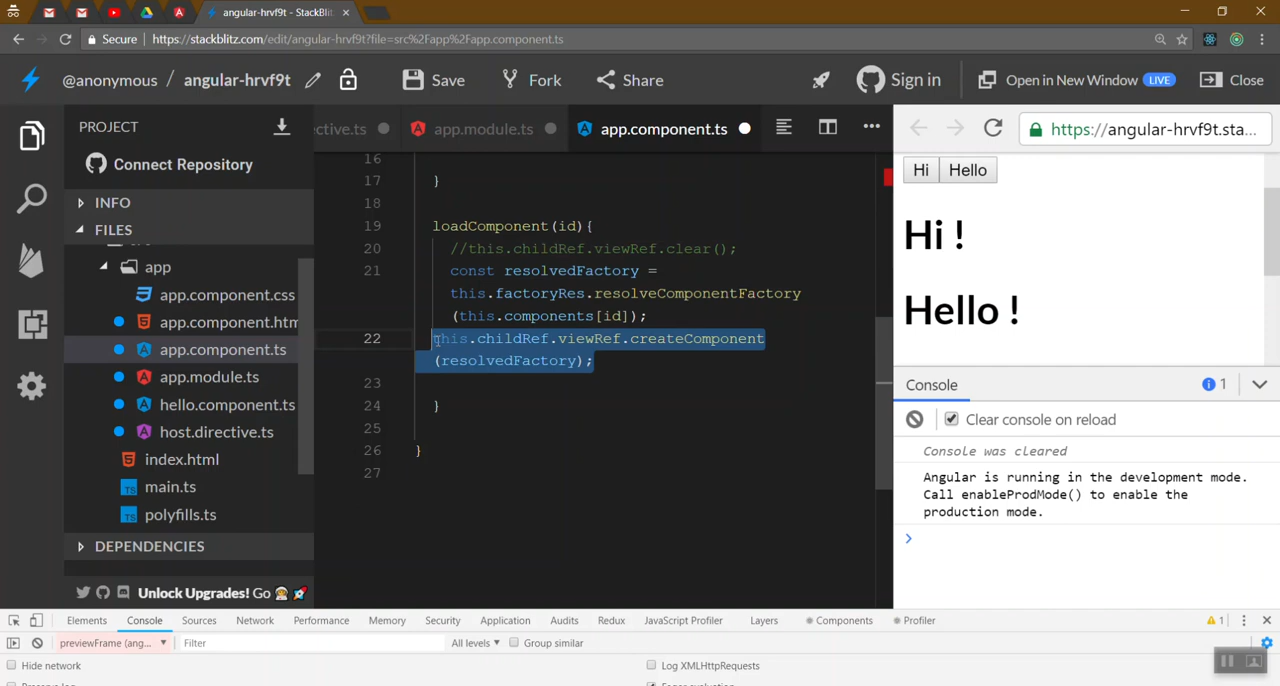 angular-hrvf9t - StackBlitz
Secure https://stackblitz.com/edit/angular-hrvf9t?file=src%2Fapp%2Fapp.component.ts
@anonymous / angular-hrvf9t Save Fork Share Sign in Open in New Window LIVE Close
PROJECT
Connect Repository
INFO
FILES
app
app.component.css
app.component.htm
app.component.ts
app.module.ts
hello.component.ts
host.directive.ts
index.html
main.ts
polyfills.ts
DEPENDENCIES
Unlock Upgrades! Go
ective.ts app.module.ts app.component.ts
16
17 }
18
19 loadComponent(id){
20 //this.childRef.viewRef.clear();
21 const resolvedFactory =
this.factoryRes.resolveComponentFactory
(this.components[id]);
22 this.childRef.viewRef.createComponent
(resolvedFactory);
23
24 }
25
26 }
27
https://angular-hrvf9t.sta...
Hi Hello
Hi !
Hello !
Console 1
Clear console on reload
Console was cleared
Angular is running in the development mode.
Call enableProdMode() to enable the
production mode.
Elements Console Sources Network Performance Memory Security Application Audits Redux JavaScript Profiler Layers Components Profiler 1
previewFrame (ang... Filter All levels Group similar
Hide network Log XMLHttpRequests